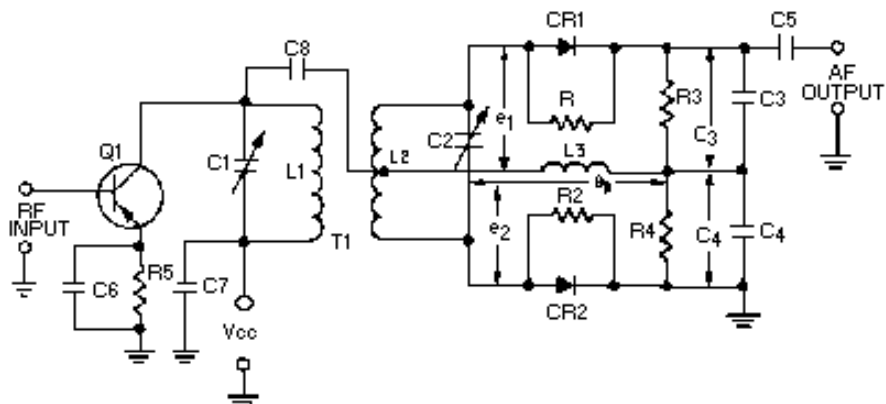 CR1
C5
C8
AF
OUTPUT
R
R3
C3
e1
C3
Q1
C1
L1
L2
C2
L3
RF
INPUT
R2
T1
e2
R4
C4
C4
C6
R5
C7
CR2
Vcc